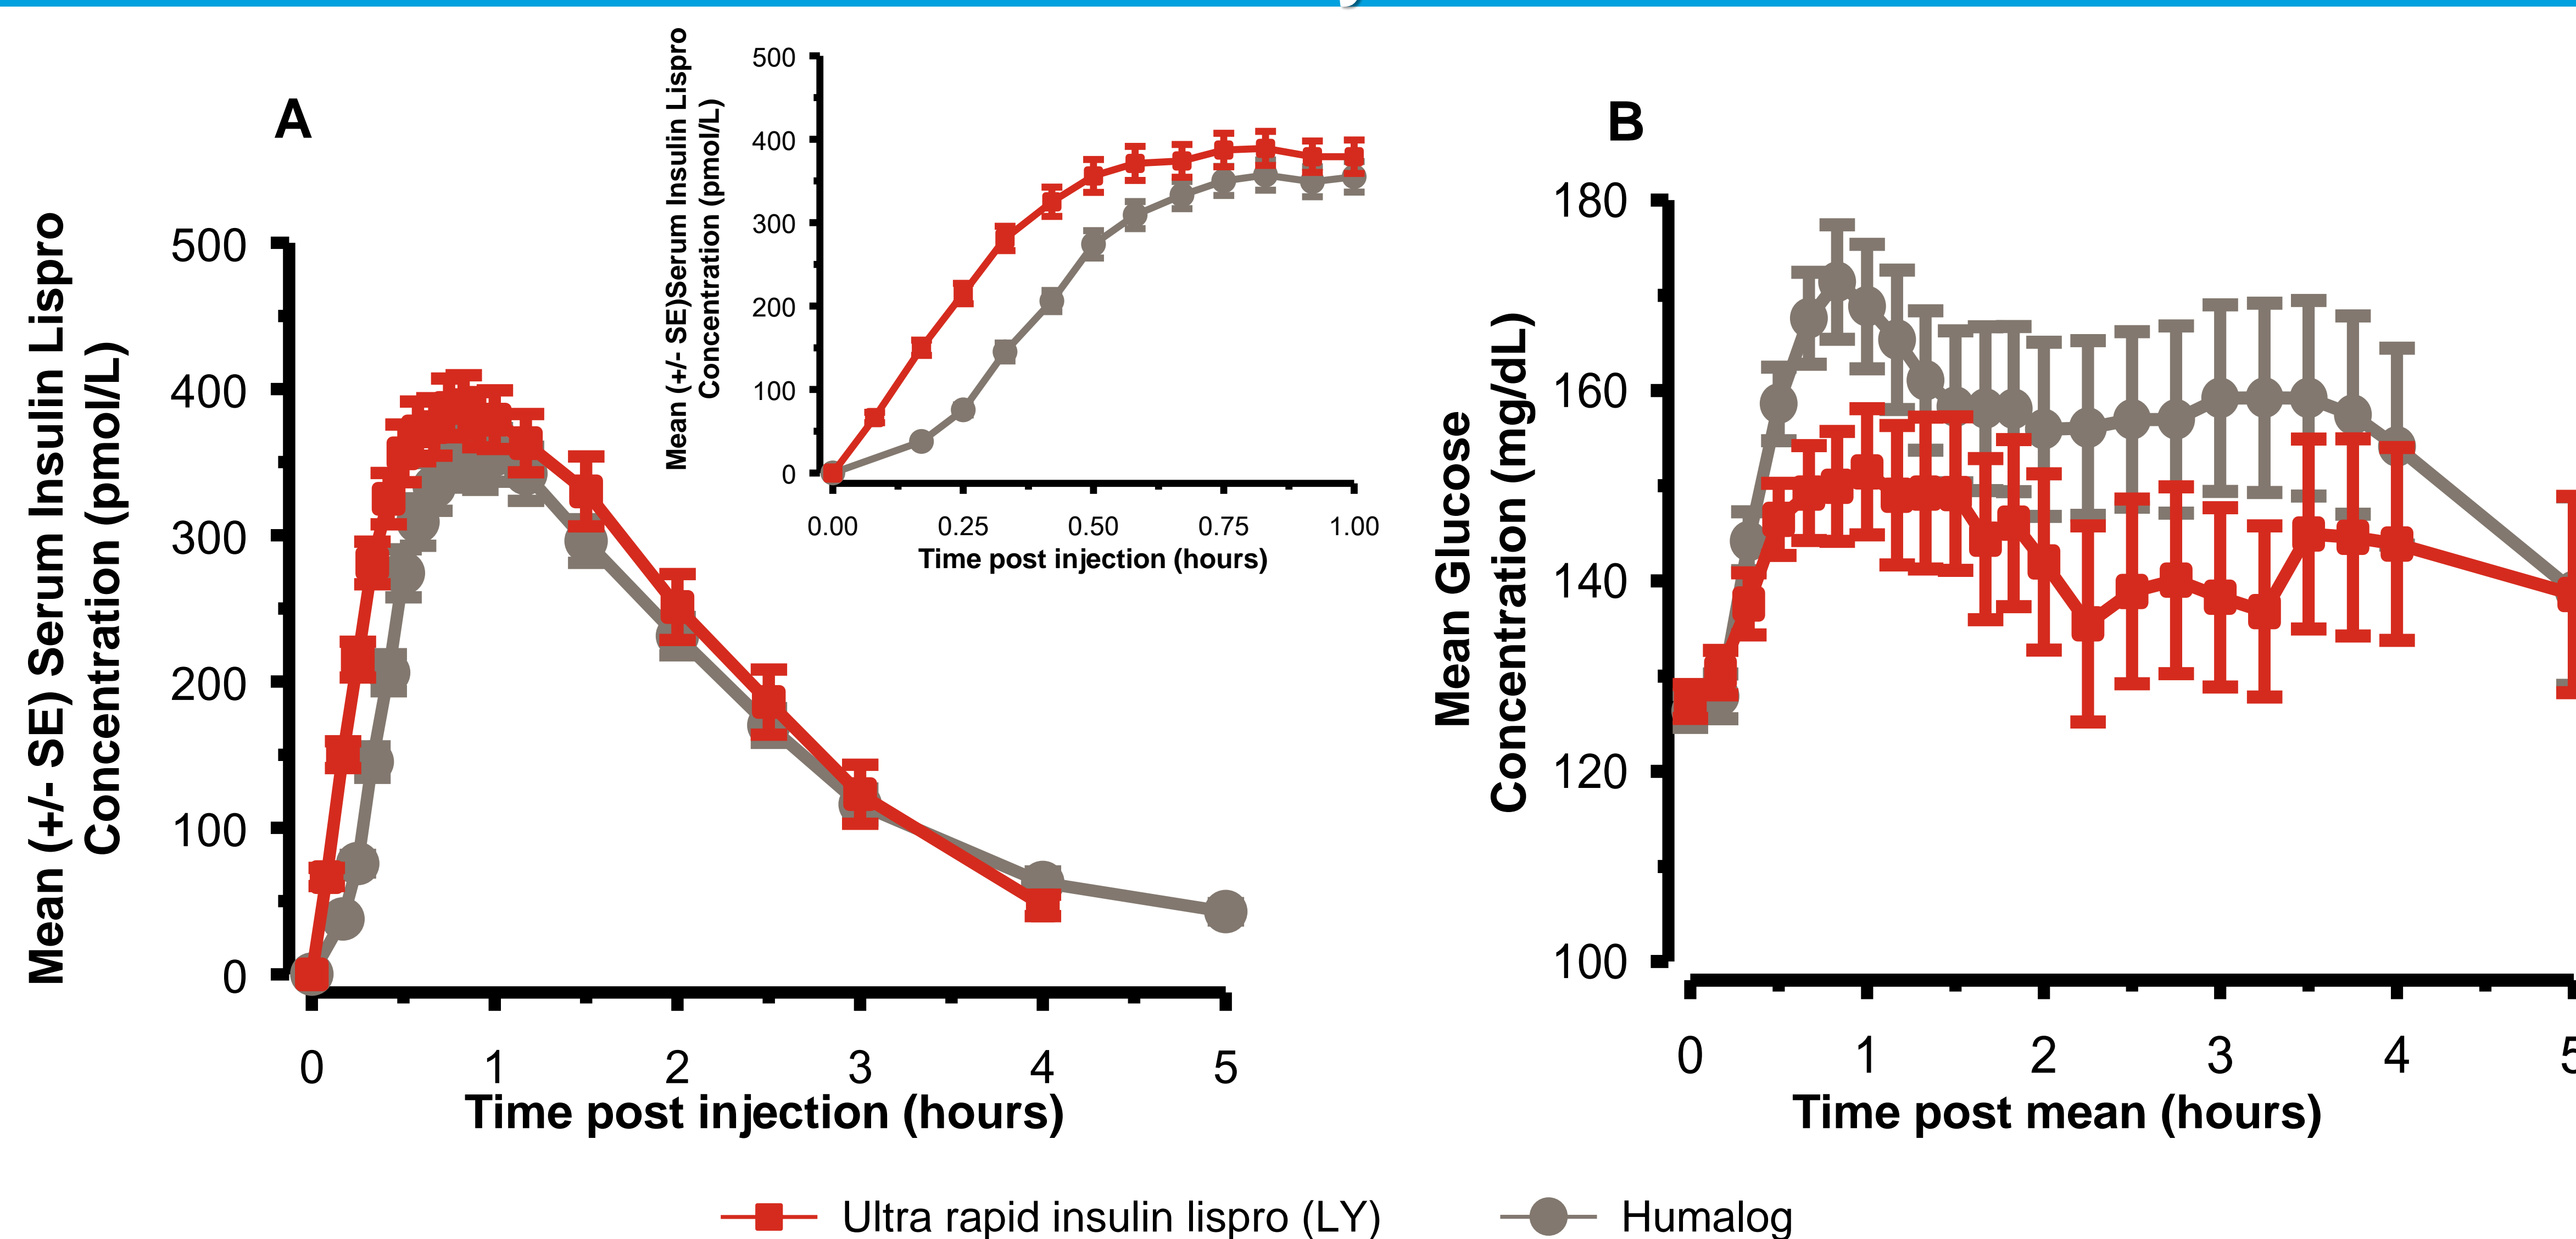 A
Mean (+/- SE) Serum Insulin Lispro
Concentration (pmol/L)
500
400
300
200
100
0
0 1 2 3 4 5
Time post injection (hours)
Mean (+/- SE)Serum Insulin Lispro
Concentration (pmol/L)
500
400
300
200
100
0
0.00 0.25 0.50 0.75 1.00
Time post injection (hours)
B
Mean Glucose
Concentration (mg/dL)
180
160
140
120
100
0 1 2 3 4 5
Time post mean (hours)
Ultra rapid insulin lispro (LY) Humalog